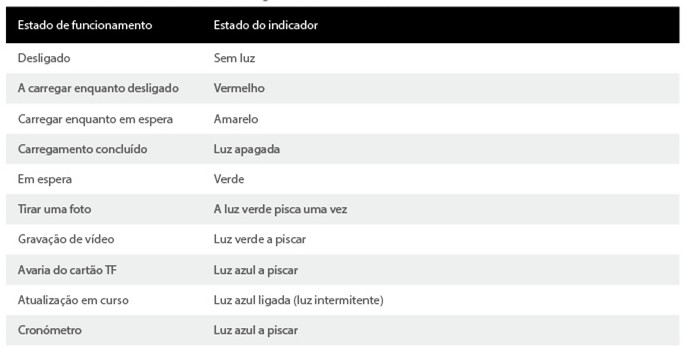 Estado de funcionamento Estado do indicador
Desligado Sem luz
A carregar enquanto desligado Vermelho
Carregar enquanto em espera Amarelo
Carregamento concluído Luz apagada
Em espera Verde
Tirar uma foto A luz verde pisca uma vez
Gravação de vídeo Luz verde a piscar
Avaria do cartão TF Luz azul a piscar
Atualização em curso Luz azul ligada (luz intermitente)
Cronómetro Luz azul a piscar